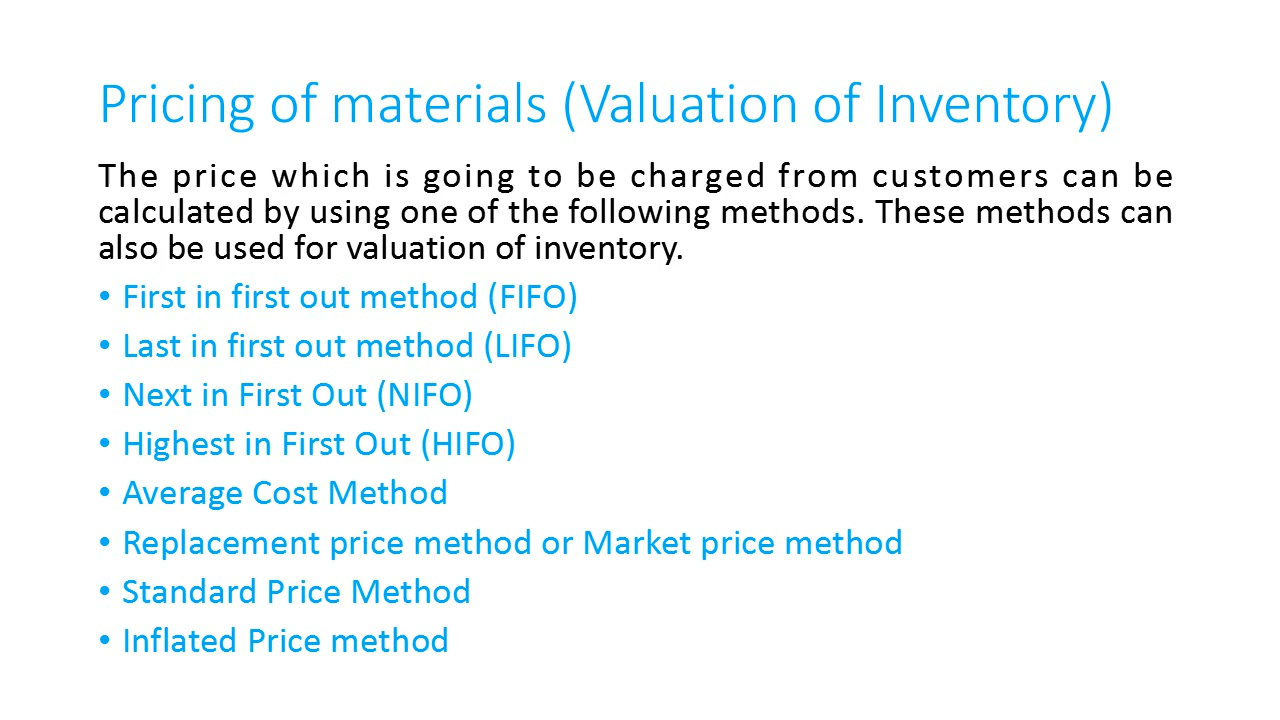 Pricing of materials (Valuation of Inventory)
The price which is going to be charged from customers can be
calculated by using one of the following methods. These methods can
also be used for valuation of inventory.
• First in first out method (FIFO)
• Last in first out method (LIFO)
• Next in First Out (NIFO)
• Highest in First Out (HIFO)
• Average Cost Method
• Replacement price method or Market price method
• Standard Price Method
• Inflated Price method